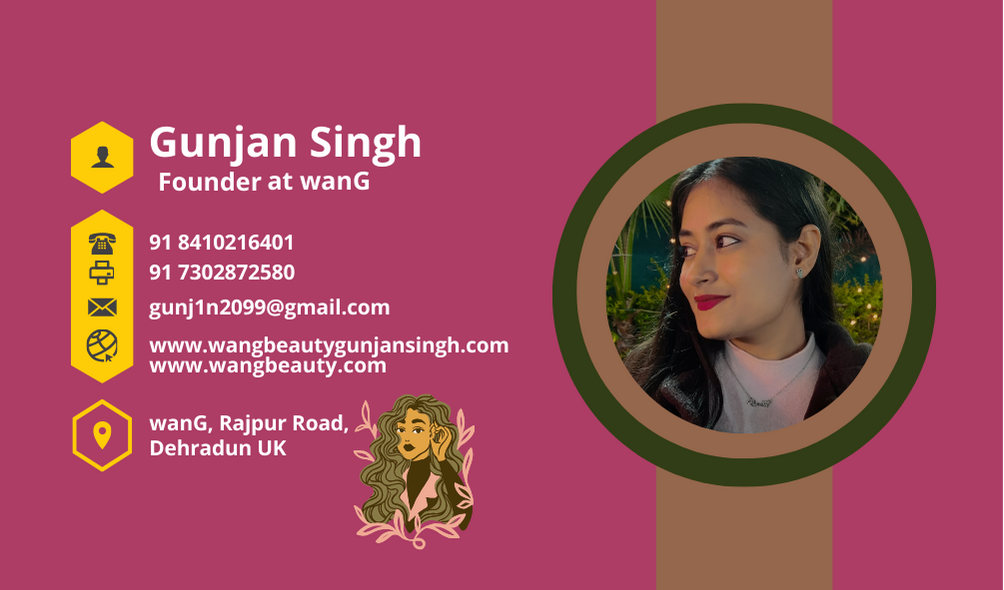 Gunjan Singh
Founder at wanG
91 8410216401
91 7302872580
gunj1n2099@gmail.com
www.wangbeautygunjansingh.com
www.wangbeauty.com
wanG, Rajpur Road,
Dehradun UK